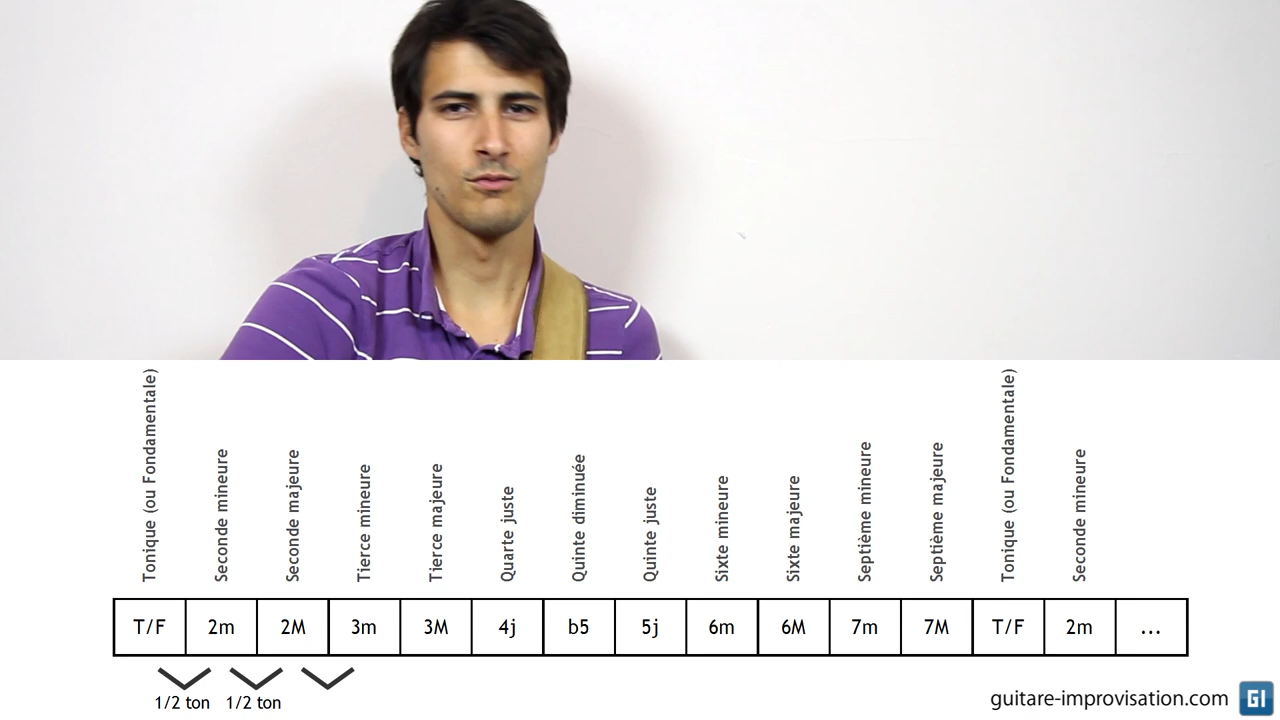 Tonique (ou Fondamentale)
Seconde mineure
Seconde majeure
Tierce mineure
Tierce majeure
Quarte juste
Quinte diminuée
Quinte juste
Sixte mineure
Sixte majeure
Septième mineure
Septième majeure
Tonique (ou Fondamentale)
Seconde mineure
T/F 2m 2M 3m 3M 4j b5 5j 6m 6M 7m 7M T/F 2m ...
1/2 ton 1/2 ton
guitare-improvisation.com GI